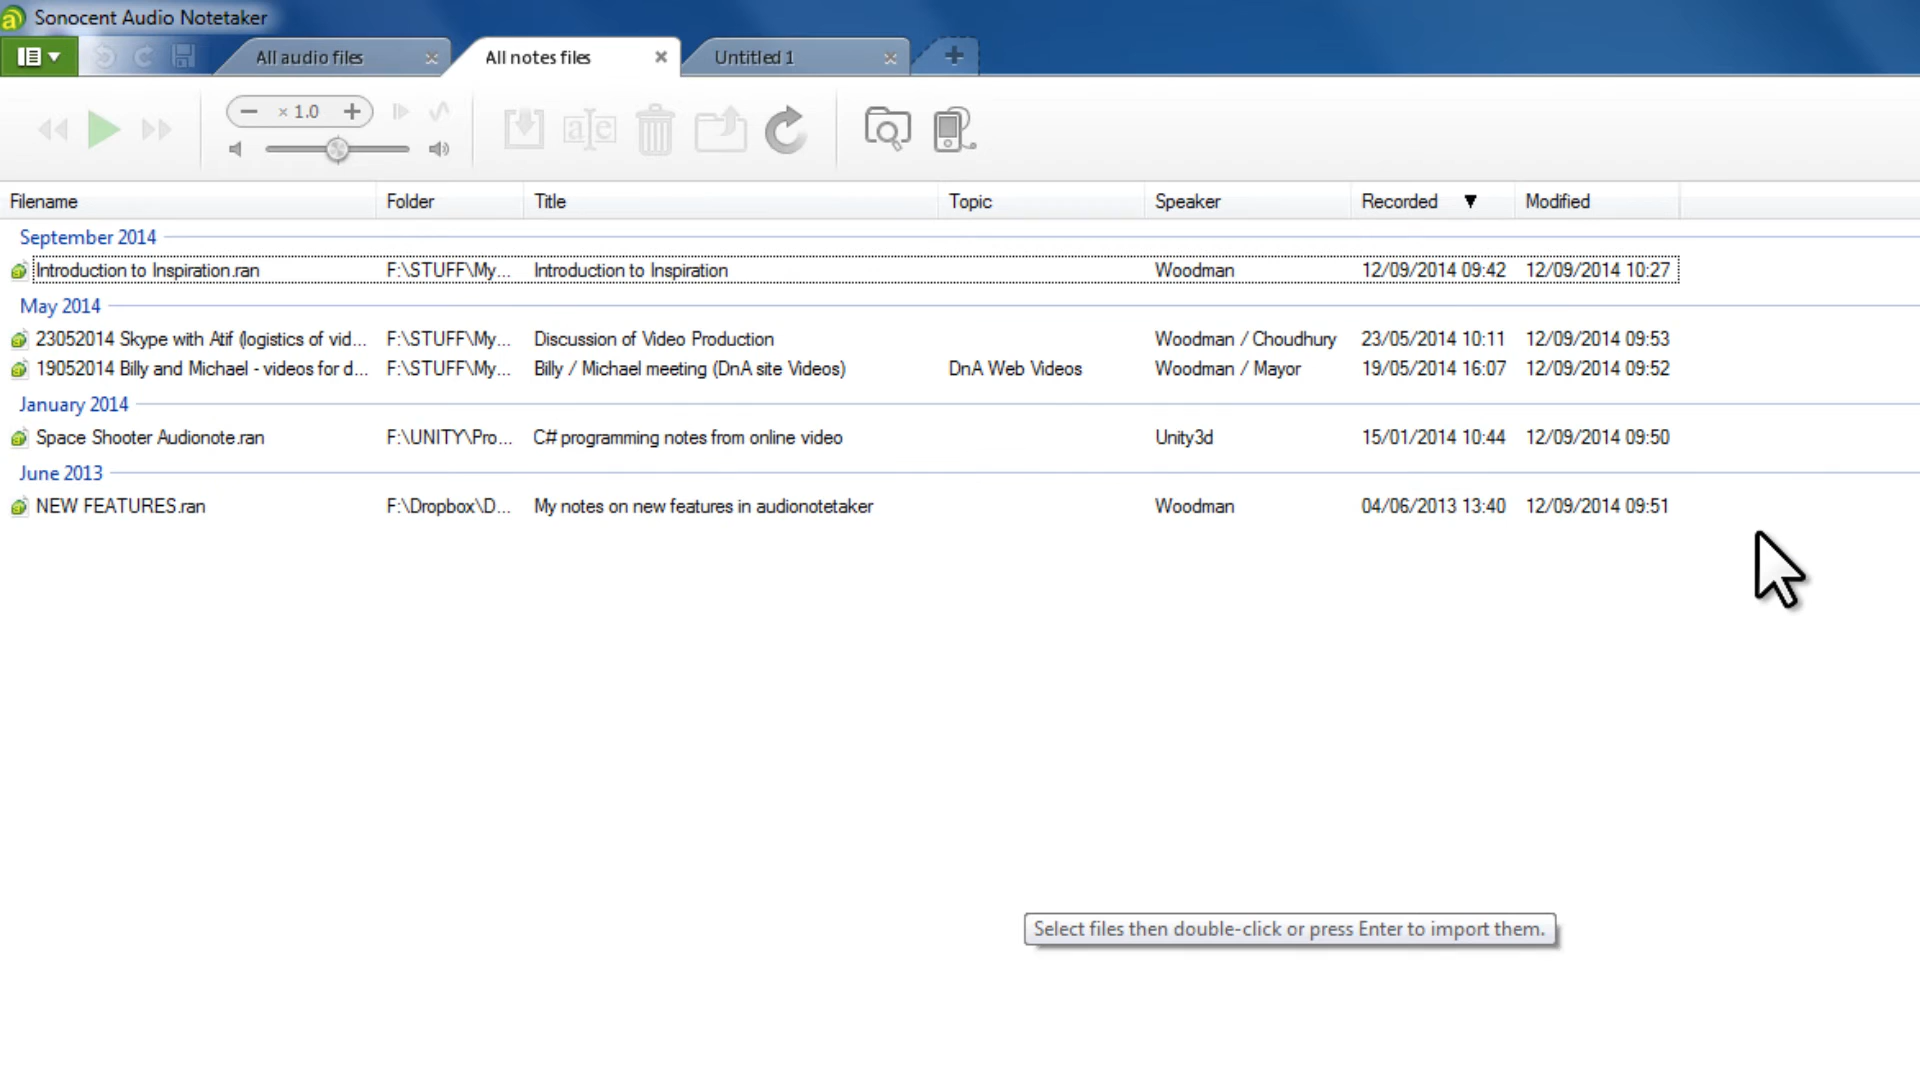 Sonocent Audio Notetaker
All audio files
All notes files
Untitled 1
× 1.0
a|e
Filename Folder Title Topic Speaker Recorded Modified
September 2014
Introduction to Inspiration.ran F:\STUFF\My... Introduction to Inspiration Woodman 12/09/2014 09:42 12/09/2014 10:27
May 2014
23052014 Skype with Atif (logistics of vid... F:\STUFF\My... Discussion of Video Production Woodman / Choudhury 23/05/2014 10:11 12/09/2014 09:53
19052014 Billy and Michael - videos for d... F:\STUFF\My... Billy / Michael meeting (DnA site Videos) DnA Web Videos Woodman / Mayor 19/05/2014 16:07 12/09/2014 09:52
January 2014
Space Shooter Audionote.ran F:\UNITY\Pro... C# programming notes from online video Unity3d 15/01/2014 10:44 12/09/2014 09:50
June 2013
NEW FEATURES.ran F:\Dropbox\D... My notes on new features in audionotetaker Woodman 04/06/2013 13:40 12/09/2014 09:51
Select files then double-click or press Enter to import them.